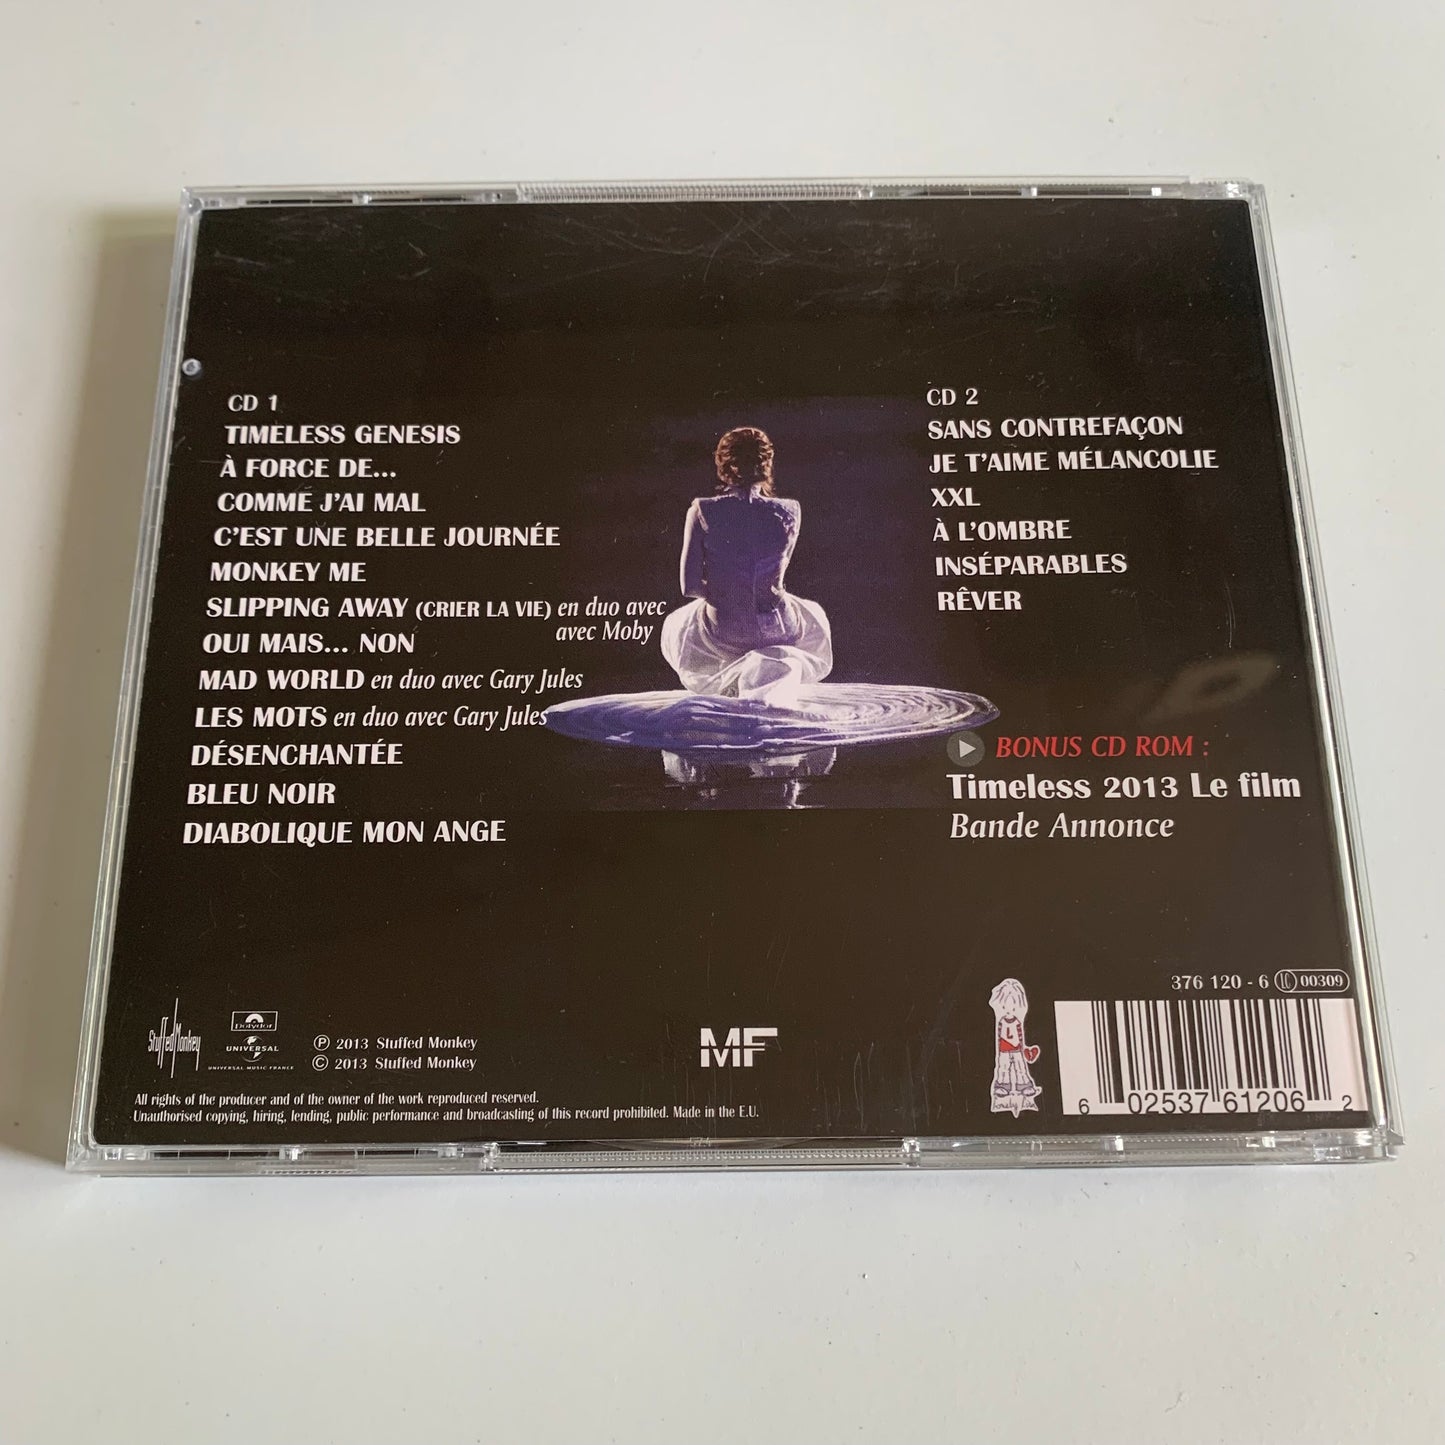 CD 1
TIMELESS GENESIS
À FORCE DE...
COMME J'AI MAL
C'EST UNE BELLE JOURNÉE
MONKEY ME
SLIPPING AWAY (CRIER LA VIE) en duo avec
avec Moby
OUI MAIS... NON
MAD WORLD en duo avec Gary Jules
LES MOTS en duo avec Gary Jules
DÉSENCHANTÉE
BLEU NOIR
DIABOLIQUE MON ANGE
CD 2
SANS CONTREFAÇON
JE T'AIME MÉLANCOLIE
XXL
À L'OMBRE
INSÉPARABLES
RÊVER
BONUS CD ROM :
Timeless 2013 Le film
Bande Annonce
Stuffed Monkey
Polydor
UNIVERSAL
UNIVERSAL MUSIC FRANCE
℗ 2013 Stuffed Monkey
© 2013 Stuffed Monkey
All rights of the producer and of the owner of the work reproduced reserved.
Unauthorised copying, hiring, lending, public performance and broadcasting of this record prohibited. Made in the E.U.
MF
lonely Lisa
376 120 - 6 LC 00309
6 02537 61206 2